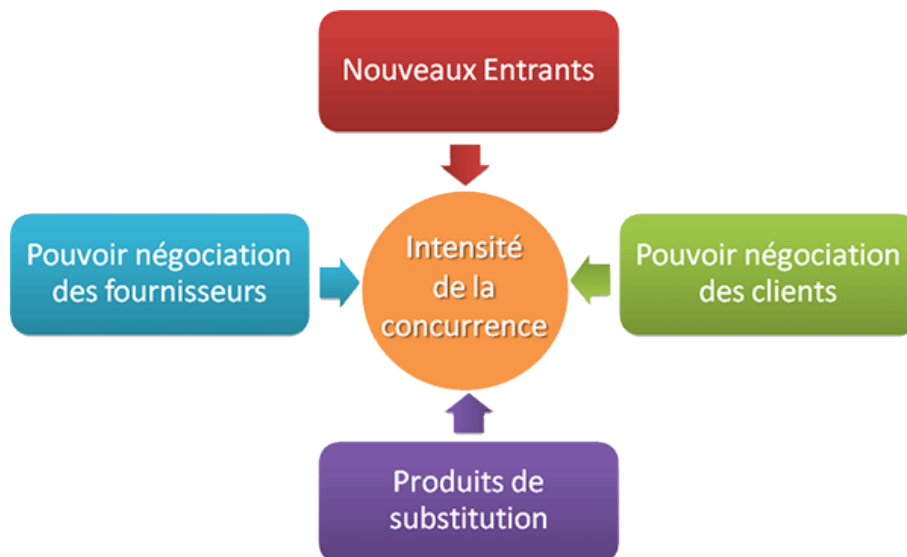 Nouveaux Entrants
Pouvoir négociation
des fournisseurs
Intensité
de la
concurrence
Pouvoir négociation
des clients
Produits de
substitution